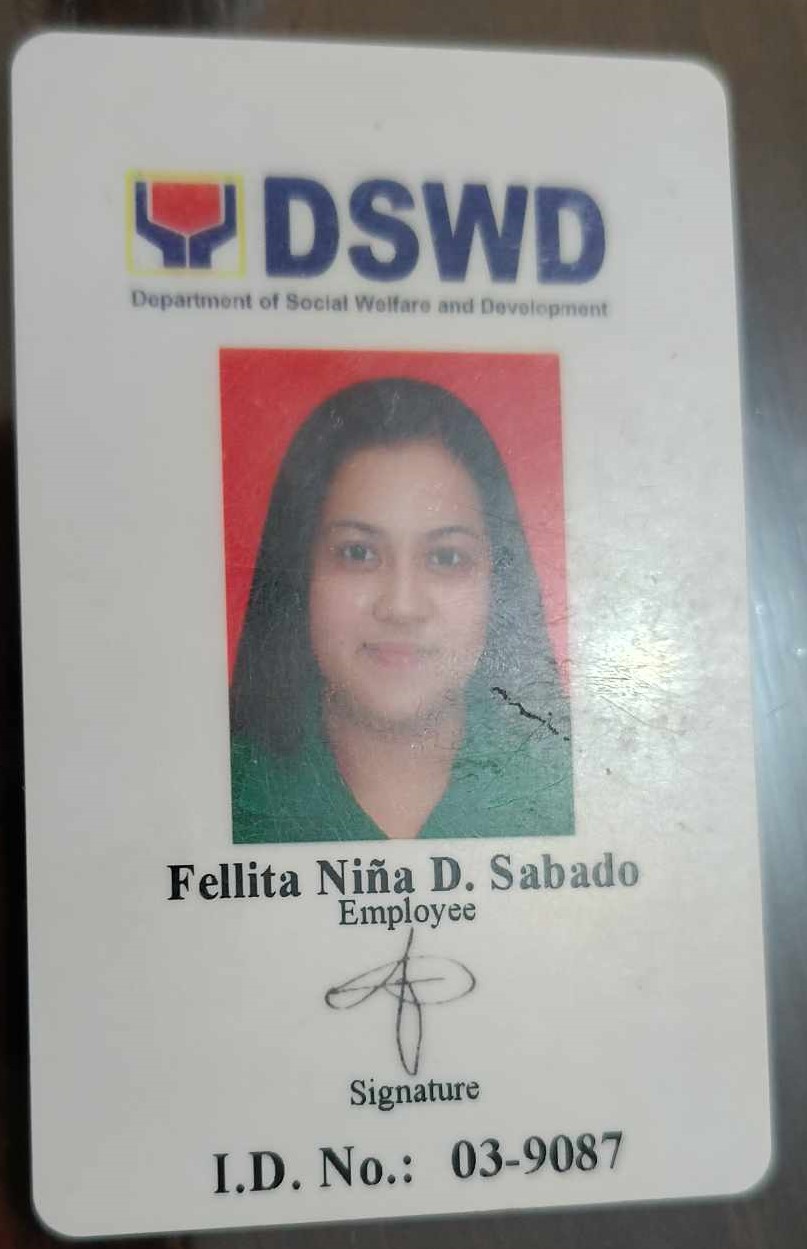 DSWD
Department of Social Welfare and Development
Fellita Niña D. Sabado
Employee
Signature
I.D. No.: 03-9087